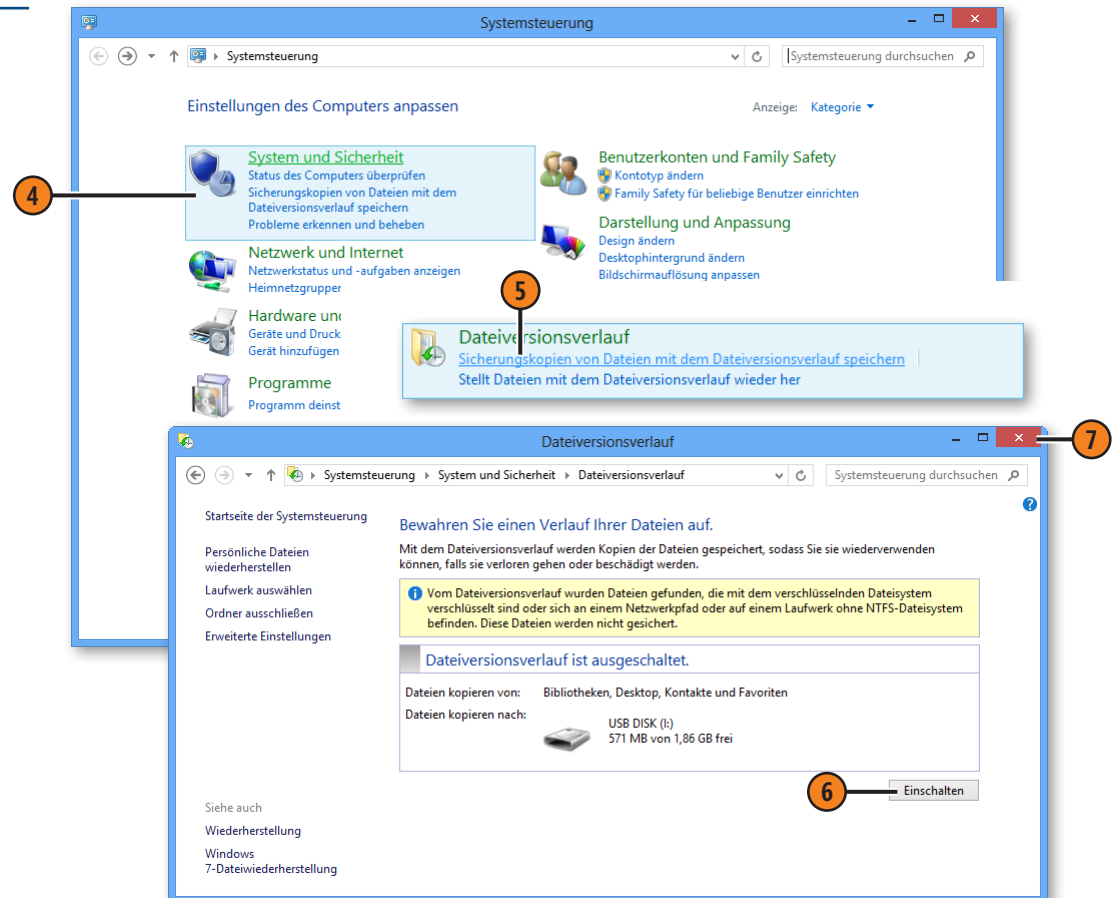 Systemsteuerung
Systemsteuerung
Systemsteuerung durchsuchen
Einstellungen des Computers anpassen
Anzeige: Kategorie
System und Sicherheit
Status des Computers überprüfen
Sicherungskopien von Dateien mit dem
Dateiversionsverlauf speichern
Probleme erkennen und beheben
4
Netzwerk und Internet
Netzwerkstatus und -aufgaben anzeigen
Heimnetzgruppen
Hardware und
Geräte und Druck
Gerät hinzufügen
Programme
Programm deinst
Benutzerkonten und Family Safety
Kontotyp ändern
Family Safety für beliebige Benutzer einrichten
Darstellung und Anpassung
Design ändern
Desktophintergrund ändern
Bildschirmauflösung anpassen
5
Dateiversionsverlauf
Sicherungskopien von Dateien mit dem Dateiversionsverlauf speichern
Stellt Dateien mit dem Dateiversionsverlauf wieder her
Dateiversionsverlauf
7
Systemsteuerung System und Sicherheit Dateiversionsverlauf
Systemsteuerung durchsuchen
Startseite der Systemsteuerung
Persönliche Dateien
wiederherstellen
Laufwerk auswählen
Ordner ausschließen
Erweiterte Einstellungen
Bewahren Sie einen Verlauf Ihrer Dateien auf.
Mit dem Dateiversionsverlauf werden Kopien der Dateien gespeichert, sodass Sie sie wiederverwenden
können, falls sie verloren gehen oder beschädigt werden.
Vom Dateiversionsverlauf wurden Dateien gefunden, die mit dem verschlüsselnden Dateisystem
verschlüsselt sind oder sich an einem Netzwerkpfad oder auf einem Laufwerk ohne NTFS-Dateisystem
befinden. Diese Dateien werden nicht gesichert.
Dateiversionsverlauf ist ausgeschaltet.
Dateien kopieren von: Bibliotheken, Desktop, Kontakte und Favoriten
Dateien kopieren nach:
USB DISK (I:)
571 MB von 1,86 GB frei
6
Einschalten
Siehe auch
Wiederherstellung
Windows
7-Dateiwiederherstellung